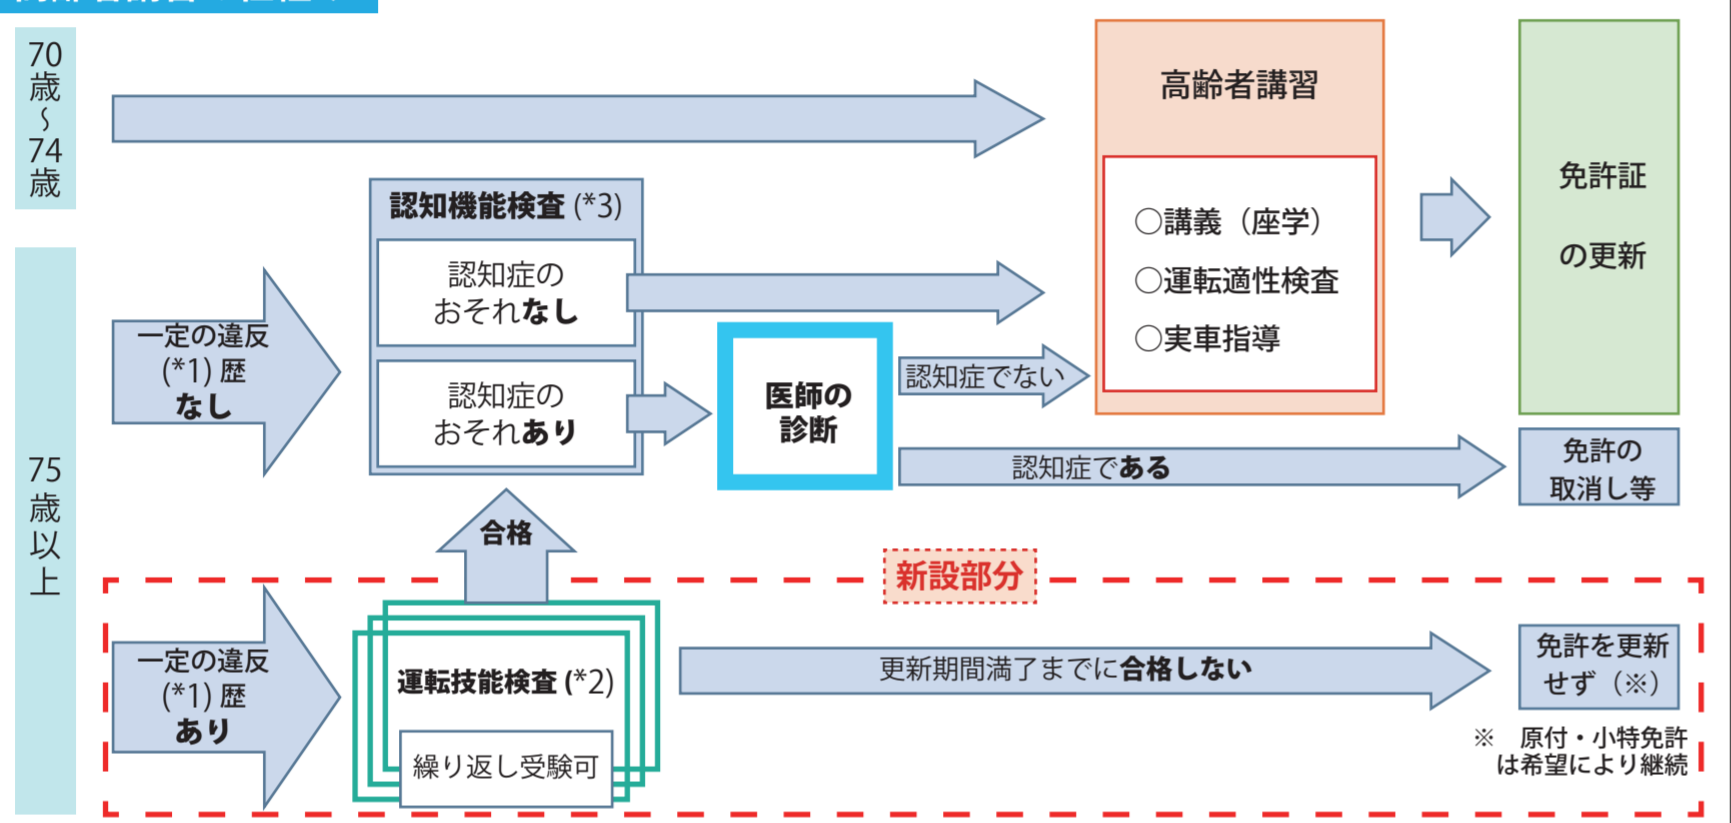 70
歳
〜
74
歳
高齢者講習
○講義（座学）
○運転適性検査
○実車指導
免許証
の更新
75
歳
以
上
一定の違反
(*1) 歴
なし
認知機能検査 (*3)
認知症の
おそれなし
認知症の
おそれあり
医師の
診断
認知症でない
認知症である
免許の
取消し等
合格
新設部分
一定の違反
(*1) 歴
あり
運転技能検査 (*2)
繰り返し受験可
更新期間満了までに合格しない
免許を更新
せず（※）
※　原付・小特免許
は希望により継続